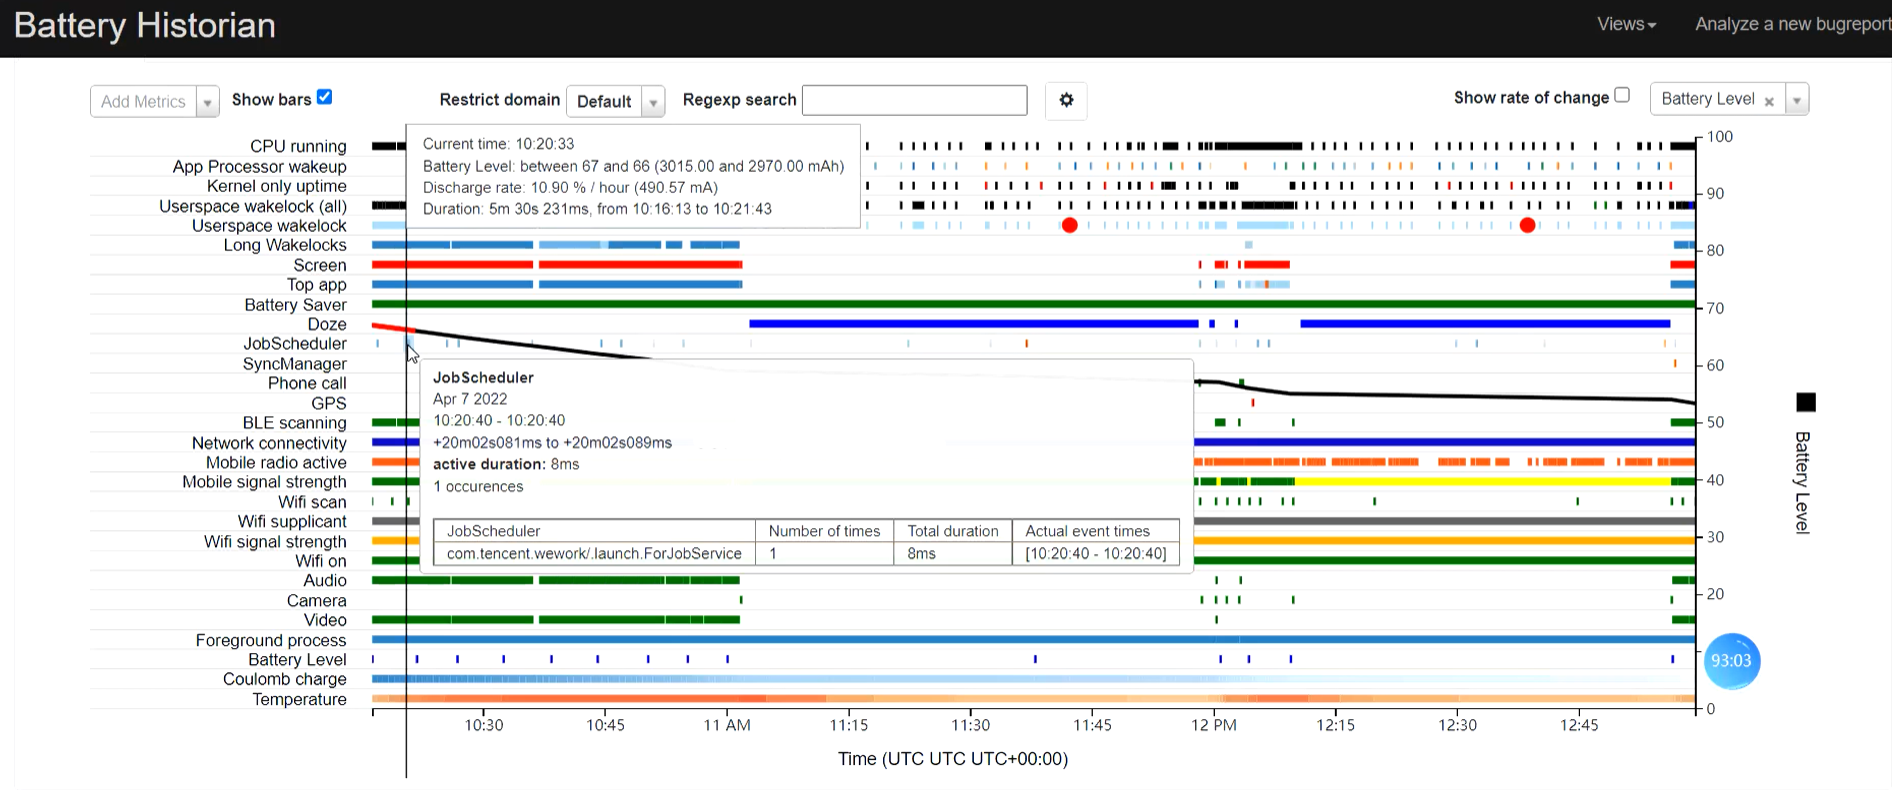 Battery Historian
Views
Analyze a new bugreport
Add Metrics
Show bars
Restrict domain
Default
Regexp search
Show rate of change
Battery Level ×
Current time: 10:20:33
Battery Level: between 67 and 66 (3015.00 and 2970.00 mAh)
Discharge rate: 10.90 % / hour (490.57 mA)
Duration: 5m 30s 231ms, from 10:16:13 to 10:21:43
CPU running
App Processor wakeup
Kernel only uptime
Userspace wakelock (all)
Userspace wakelock
Long Wakelocks
Screen
Top app
Battery Saver
Doze
JobScheduler
SyncManager
Phone call
GPS
BLE scanning
Network connectivity
Mobile radio active
Mobile signal strength
Wifi scan
Wifi supplicant
Wifi signal strength
Wifi on
Audio
Camera
Video
Foreground process
Battery Level
Coulomb charge
Temperature
JobScheduler
Apr 7 2022
10:20:40 - 10:20:40
+20m02s081ms to +20m02s089ms
active duration: 8ms
1 occurences
JobScheduler Number of times Total duration Actual event times
com.tencent.wework/.launch.ForJobService 1 8ms [10:20:40 - 10:20:40]
100
90
80
70
60
50
40
30
20
0
Battery Level
93:03
10:30 10:45 11 AM 11:15 11:30 11:45 12 PM 12:15 12:30 12:45
Time (UTC UTC UTC+00:00)